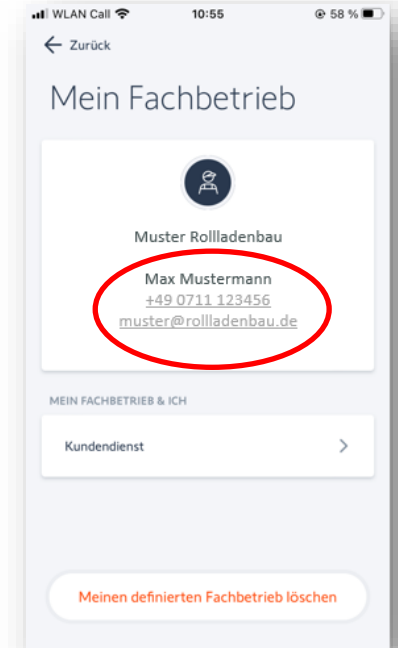 WLAN Call 10:55 58 %
Zurück
Mein Fachbetrieb
Muster Rollladenbau
Max Mustermann
+49 0711 123456
muster@rollladenbau.de
MEIN FACHBETRIEB & ICH
Kundendienst
Meinen definierten Fachbetrieb löschen